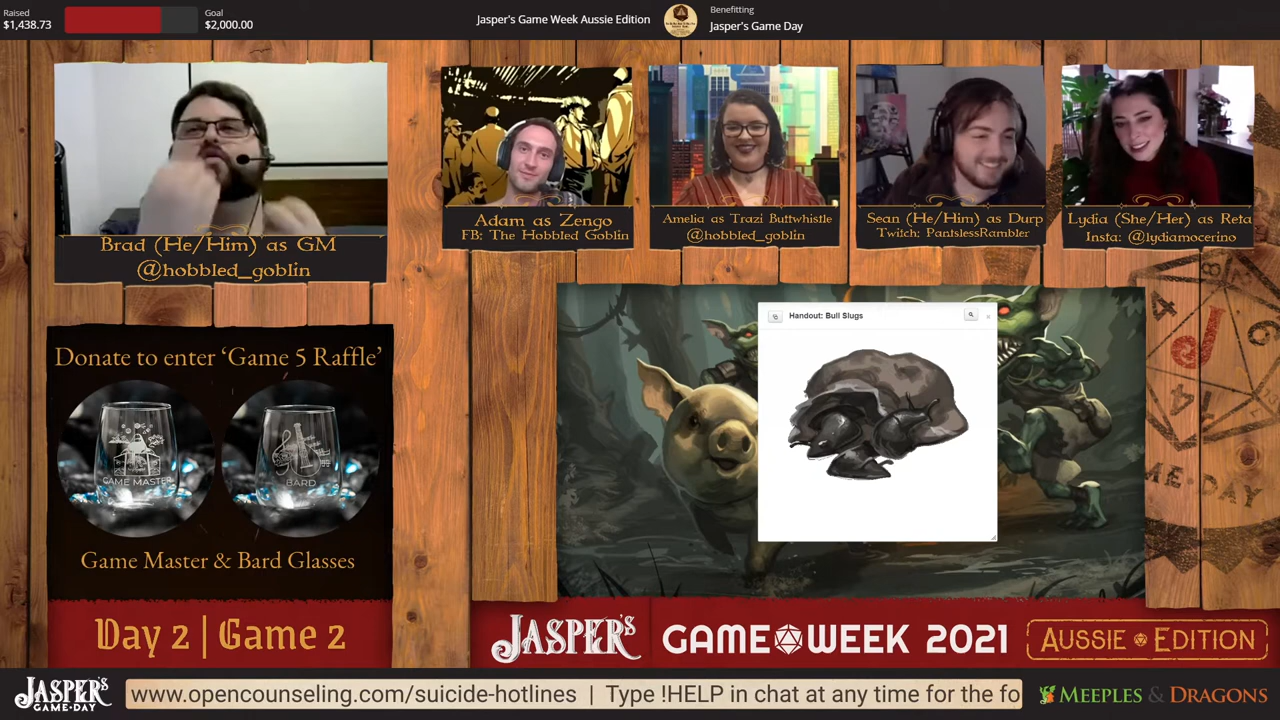 Raised
$1,438.73
Goal
$2,000.00
Jasper's Game Week Aussie Edition
Benefitting
Jasper's Game Day
Brad (He/Him) as GM
@hobbled_goblin
Adam as Zengo
FB: The Hobbled Goblin
Amelia as Trazi Buttwhistle
@hobbled_goblin
Sean (He/Him) as Durp
Twitch: PantslessRambler
Lydia (She/Her) as Reta
Insta: @lydiamocerino
Handout: Bull Slugs
Donate to enter ‘Game 5 Raffle’
GAME MASTER
BARD
Game Master & Bard Glasses
Day 2 | Game 2
JASPER'S
GAME WEEK 2021
AUSSIE EDITION
JASPER'S
GAME·DAY
www.opencounseling.com/suicide-hotlines | Type !HELP in chat at any time for the fo
MEEPLES & DRAGONS